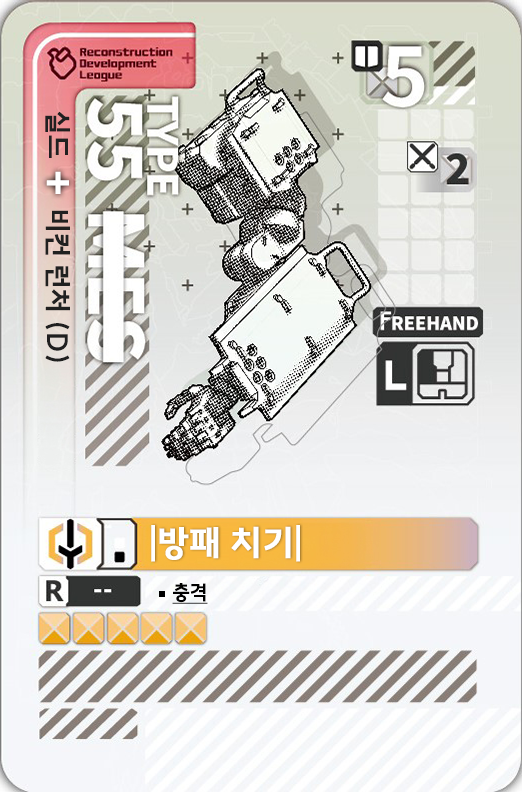 Reconstruction
Development
League
5
2
TYPE
55 MES
실드 + 비컨 런처 (D)
FREEHAND
L
|방패 치기|
R --
▪ 충격